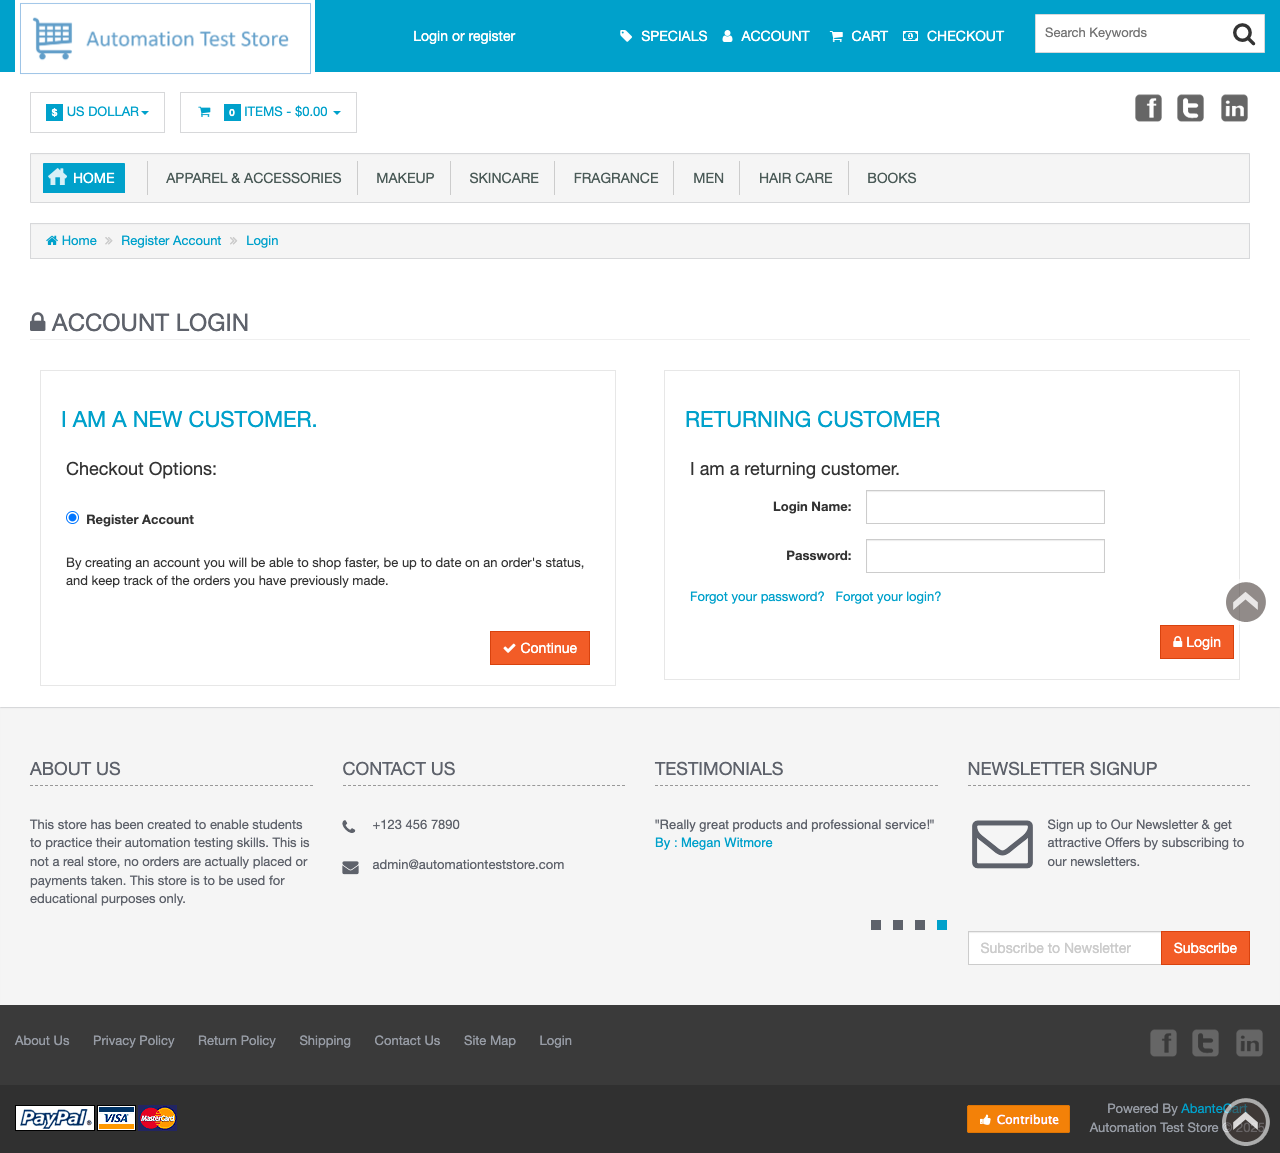 Automation Test Store
Login or register
SPECIALS
ACCOUNT
CART
CHECKOUT
Search Keywords
$ US DOLLAR
0 ITEMS - $0.00
f
t
in
HOME
APPAREL & ACCESSORIES
MAKEUP
SKINCARE
FRAGRANCE
MEN
HAIR CARE
BOOKS
Home » Register Account » Login
ACCOUNT LOGIN
I AM A NEW CUSTOMER.
Checkout Options:
Register Account
By creating an account you will be able to shop faster, be up to date on an order's status,
and keep track of the orders you have previously made.
Continue
RETURNING CUSTOMER
I am a returning customer.
Login Name:
Password:
Forgot your password?
Forgot your login?
Login
ABOUT US
This store has been created to enable students
to practice their automation testing skills. This is
not a real store, no orders are actually placed or
payments taken. This store is to be used for
educational purposes only.
CONTACT US
+123 456 7890
admin@automationteststore.com
TESTIMONIALS
"Really great products and professional service!"
By : Megan Witmore
NEWSLETTER SIGNUP
Sign up to Our Newsletter & get
attractive Offers by subscribing to
our newsletters.
Subscribe to Newsletter
Subscribe
About Us
Privacy Policy
Return Policy
Shipping
Contact Us
Site Map
Login
f
t
in
PayPal
VISA
MasterCard
Contribute
Powered By AbanteCart
Automation Test Store ©